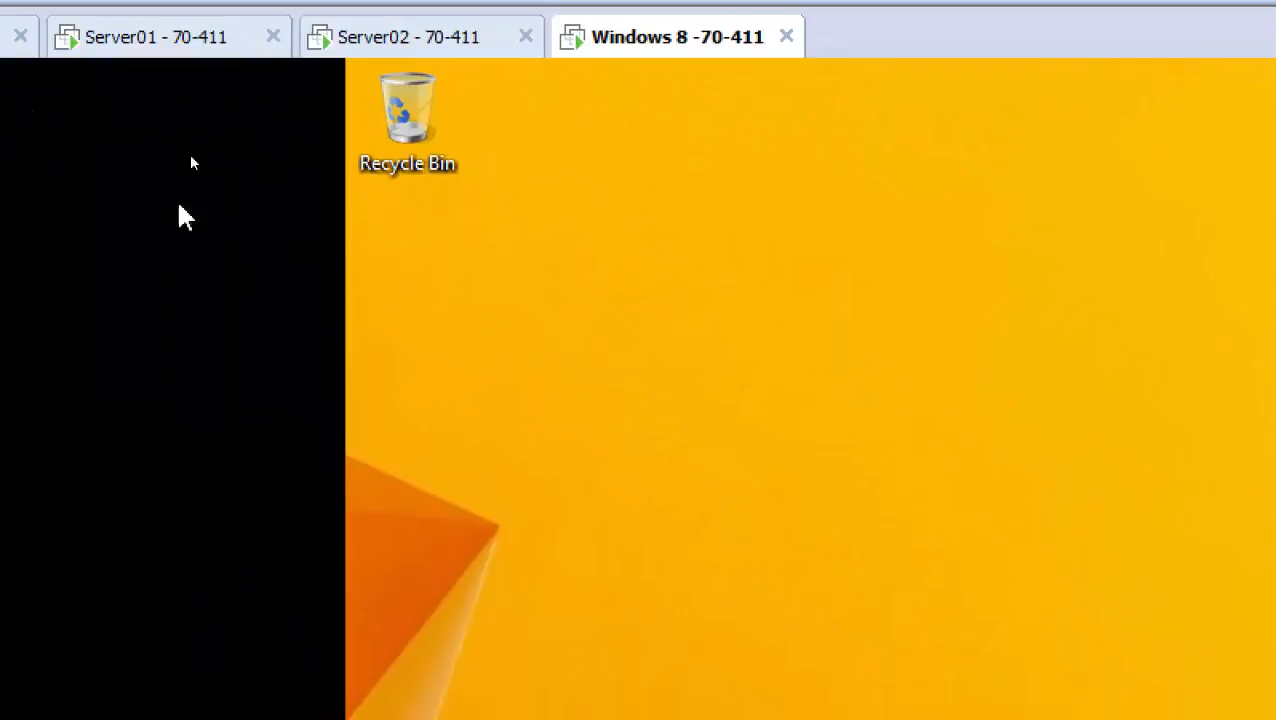 Server01 - 70-411
Server02 - 70-411
Windows 8 -70-411
Recycle Bin